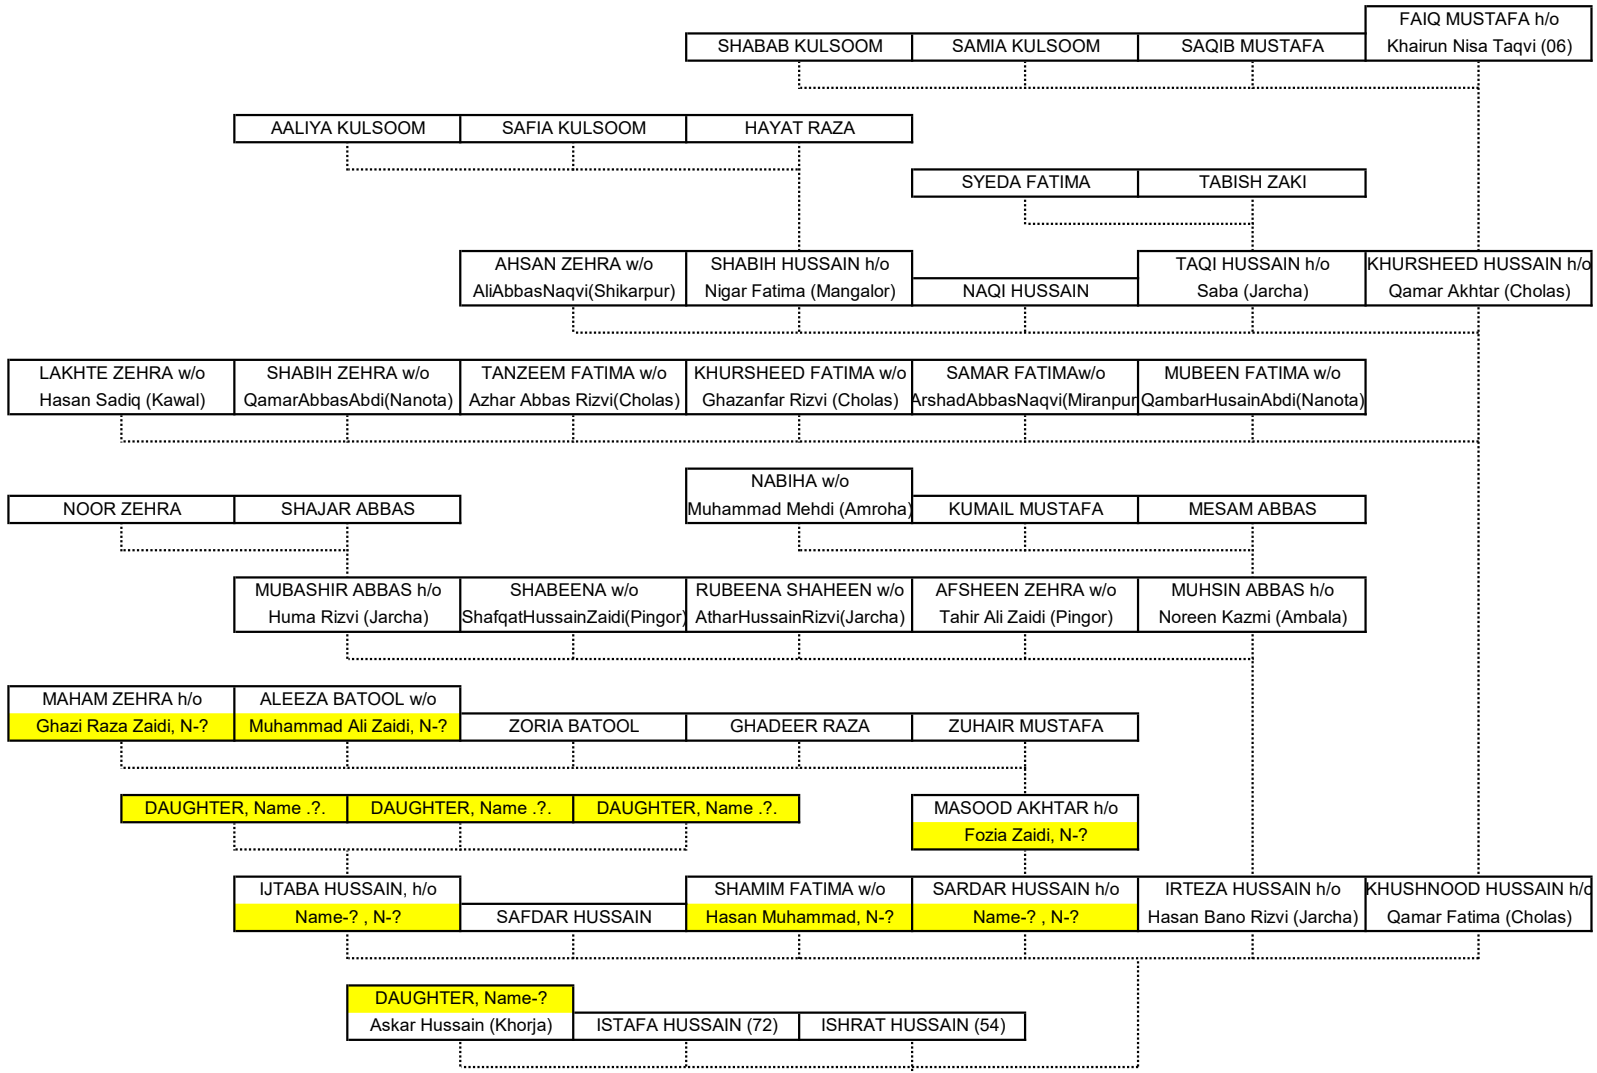 FAIQ MUSTAFA h/o
Khairun Nisa Taqvi (06)
SHABAB KULSOOM
SAMIA KULSOOM
SAQIB MUSTAFA
AALIYA KULSOOM
SAFIA KULSOOM
HAYAT RAZA
SYEDA FATIMA
TABISH ZAKI
AHSAN ZEHRA w/o
AliAbbasNaqvi(Shikarpur)
SHABIH HUSSAIN h/o
Nigar Fatima (Mangalor)
NAQI HUSSAIN
TAQI HUSSAIN h/o
Saba (Jarcha)
KHURSHEED HUSSAIN h/o
Qamar Akhtar (Cholas)
LAKHTE ZEHRA w/o
Hasan Sadiq (Kawal)
SHABIH ZEHRA w/o
QamarAbbasAbdi(Nanota)
TANZEEM FATIMA w/o
Azhar Abbas Rizvi(Cholas)
KHURSHEED FATIMA w/o
Ghazanfar Rizvi (Cholas)
SAMAR FATIMAw/o
ArshadAbbasNaqvi(Miranpur
MUBEEN FATIMA w/o
QambarHusainAbdi(Nanota)
NOOR ZEHRA
SHAJAR ABBAS
NABIHA w/o
Muhammad Mehdi (Amroha)
KUMAIL MUSTAFA
MESAM ABBAS
MUBASHIR ABBAS h/o
Huma Rizvi (Jarcha)
SHABEENA w/o
ShafqatHussainZaidi(Pingor)
RUBEENA SHAHEEN w/o
AtharHussainRizvi(Jarcha)
AFSHEEN ZEHRA w/o
Tahir Ali Zaidi (Pingor)
MUHSIN ABBAS h/o
Noreen Kazmi (Ambala)
MAHAM ZEHRA h/o
Ghazi Raza Zaidi, N-?
ALEEZA BATOOL w/o
Muhammad Ali Zaidi, N-?
ZORIA BATOOL
GHADEER RAZA
ZUHAIR MUSTAFA
DAUGHTER, Name .?.
DAUGHTER, Name .?.
DAUGHTER, Name .?.
MASOOD AKHTAR h/o
Fozia Zaidi, N-?
IJTABA HUSSAIN, h/o
Name-? , N-?
SAFDAR HUSSAIN
SHAMIM FATIMA w/o
Hasan Muhammad, N-?
SARDAR HUSSAIN h/o
Name-? , N-?
IRTEZA HUSSAIN h/o
Hasan Bano Rizvi (Jarcha)
KHUSHNOOD HUSSAIN h/o
Qamar Fatima (Cholas)
DAUGHTER, Name-?
Askar Hussain (Khorja)
ISTAFA HUSSAIN (72)
ISHRAT HUSSAIN (54)